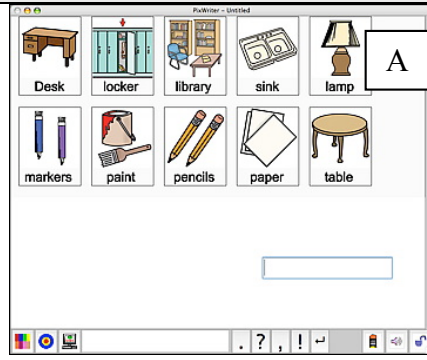 PixWriter - Untitled
Desk locker library sink lamp
A
markers paint pencils paper table
. ? , !